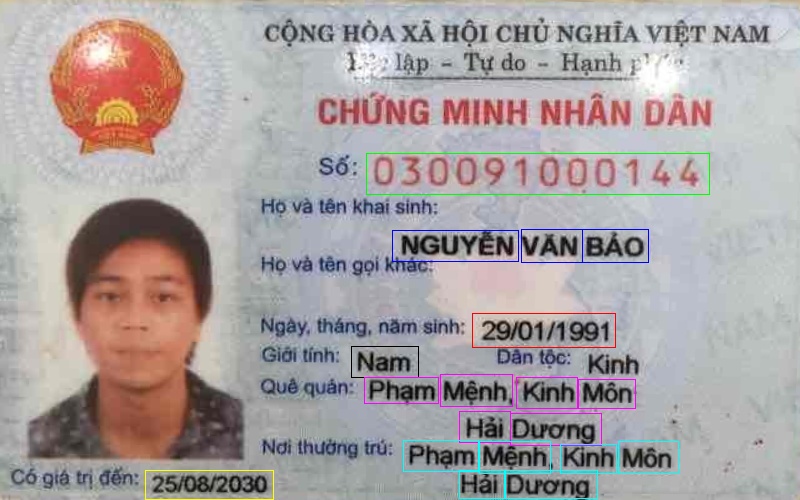 CỘNG HÒA XÃ HỘI CHỦ NGHĨA VIỆT NAM
lập - Tự do - Hạnh
CHỨNG MINH NHÂN DÂN
Số: 030091000144
Họ và tên khai sinh:
NGUYỄN VĂN BẢO
Họ và tên gọi khác:
Ngày, tháng, năm sinh: 29/01/1991
Giới tính: Nam Dân tộc: Kinh
Quê quán: Phạm Mệnh, Kinh Môn
Hải Dương
Nơi thường trú: Phạm Mệnh, Kinh Môn
Có giá trị đến: 25/08/2030 Hải Dương